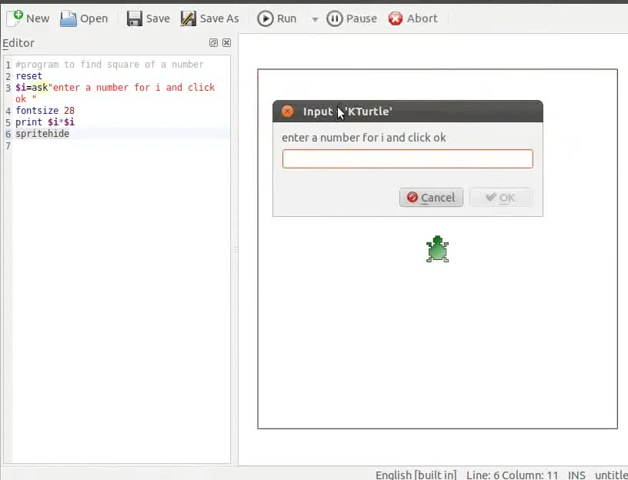 New Open Save Save As Run Pause Abort
Editor
1 #program to find square of a number
2 reset
3 $i=ask"enter a number for i and click
ok "
4 fontsize 28
5 print $i*$i
6 spritehide
7
Input 'KTurtle'
enter a number for i and click ok
Cancel OK
English [built in] Line: 6 Column: 11 INS untitle